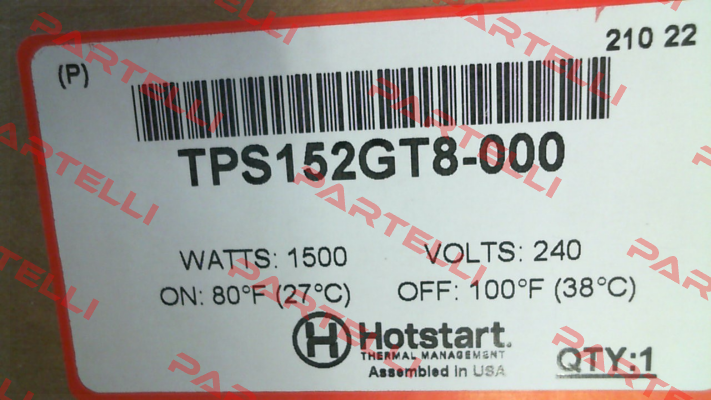 210 22
(P)
TPS152GT8-000
WATTS: 1500 VOLTS: 240
ON: 80°F (27°C) OFF: 100°F (38°C)
H Hotstart.
THERMAL MANAGEMENT
Assembled in USA
QTY:1
PARTELLI
PARTELLI
PARTELLI
PARTELLI
PARTELLI
PARTELLI